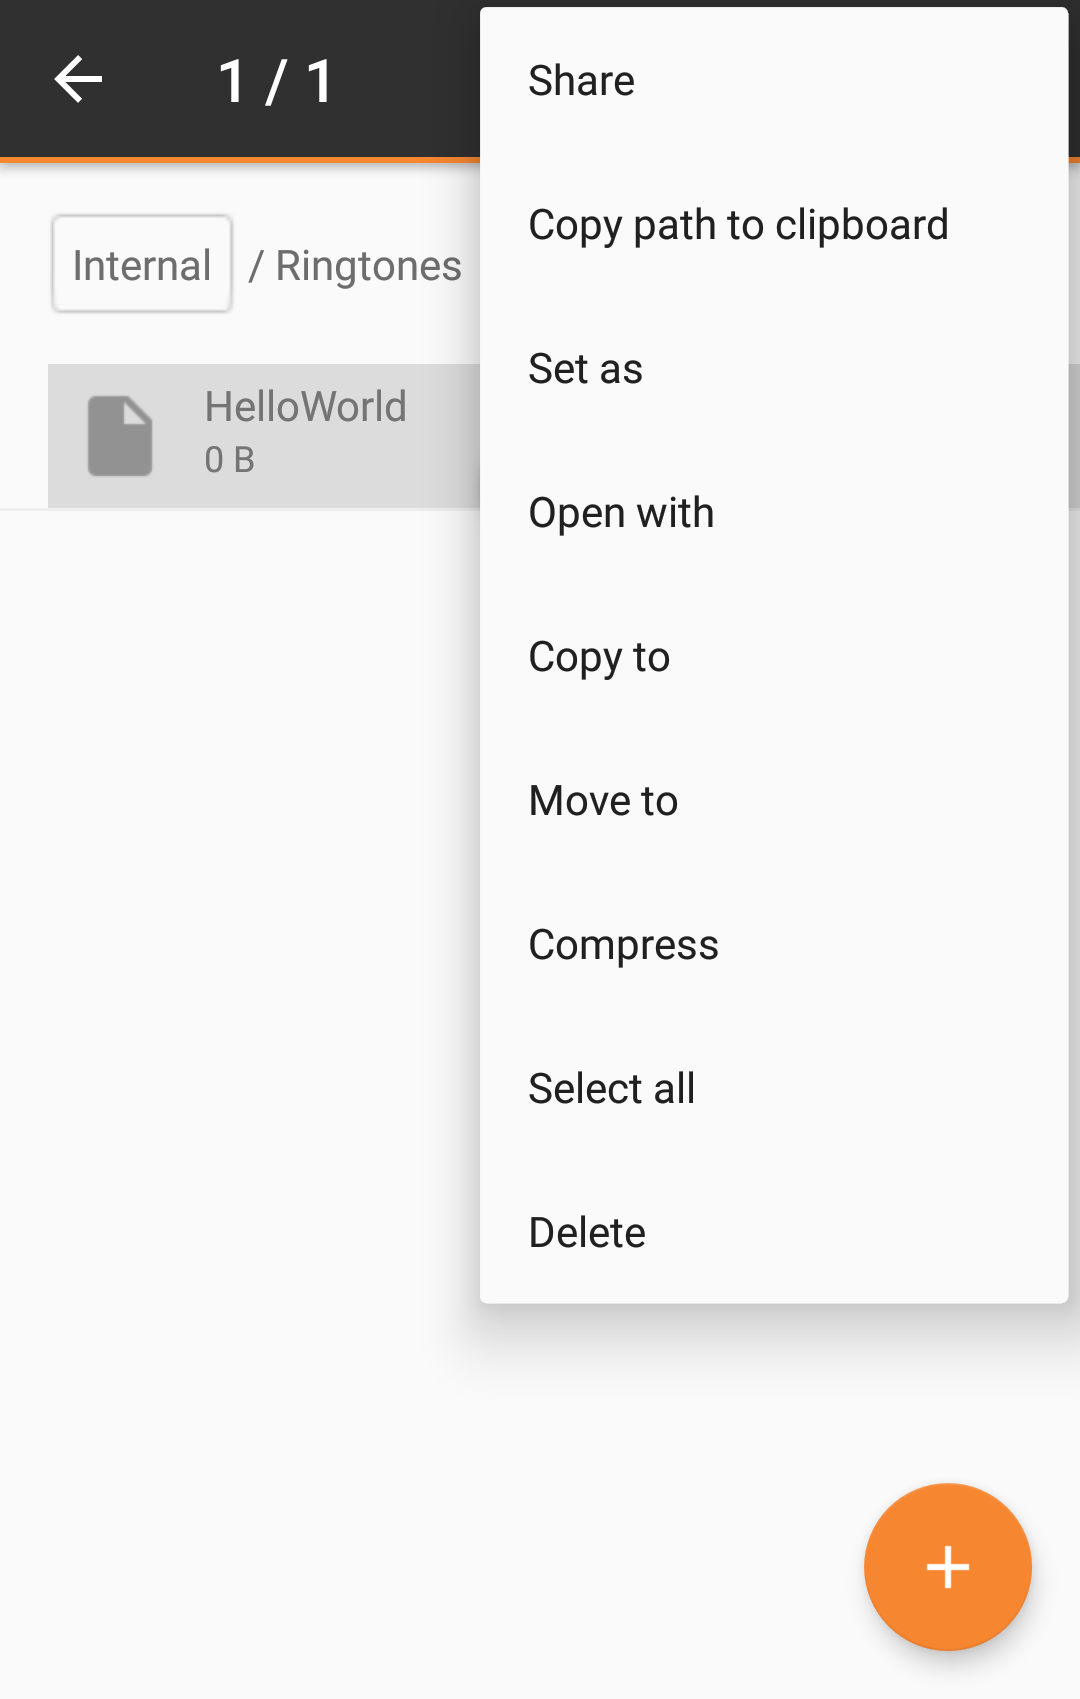 1 / 1
Share
Copy path to clipboard
Internal / Ringtones
Set as
HelloWorld
0 B
Open with
Copy to
Move to
Compress
Select all
Delete